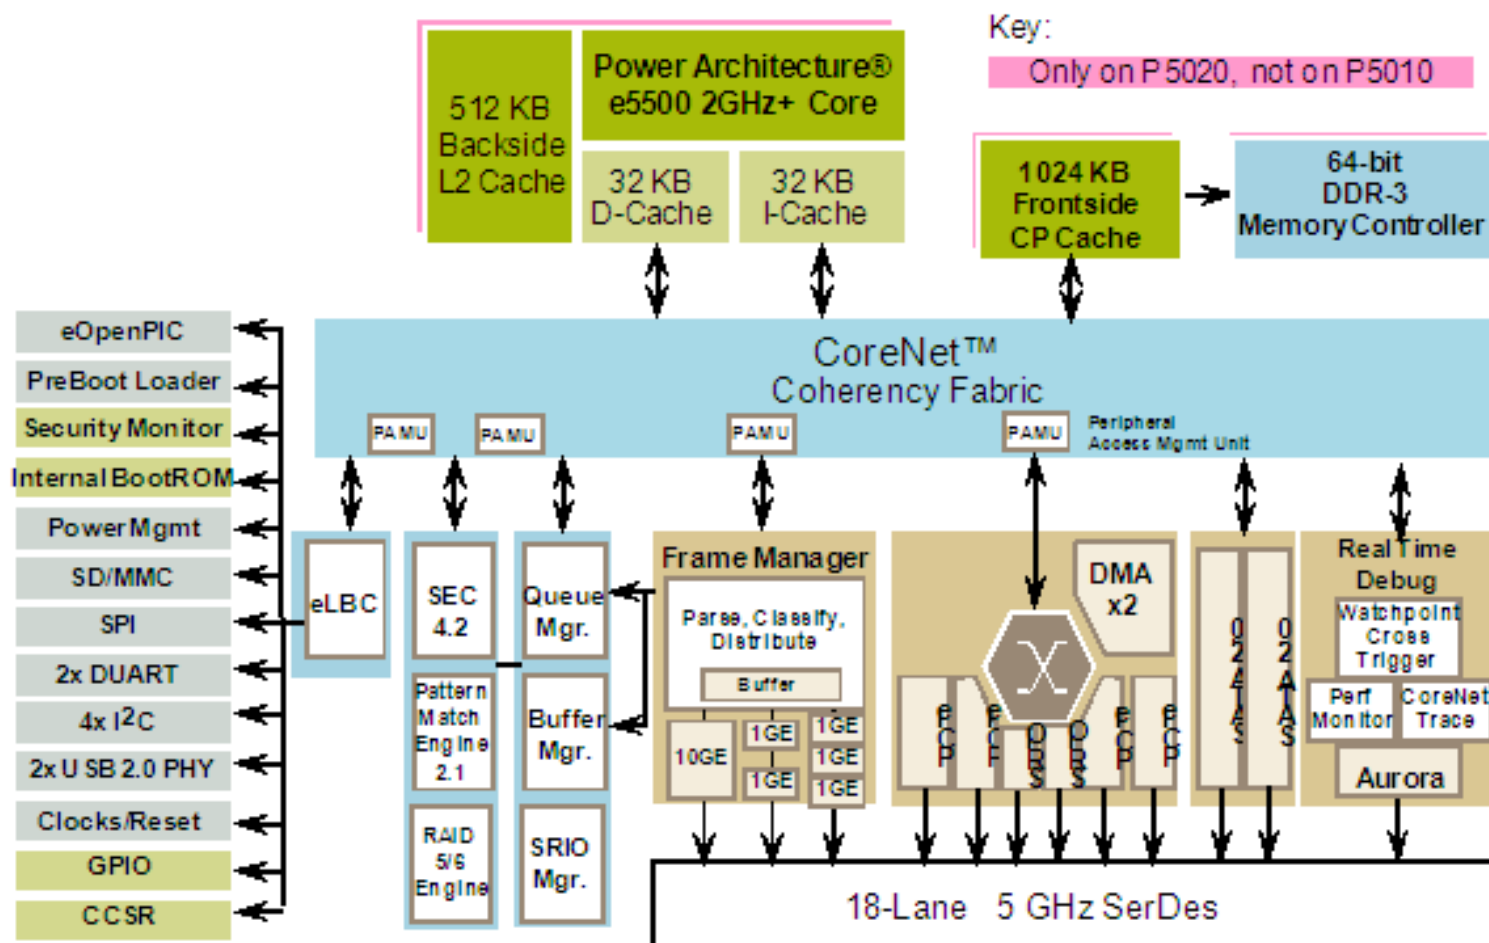 Key:
Only on P5020, not on P5010
512 KB
Backside
L2 Cache
Power Architecture®
e5500 2GHz+ Core
32 KB
D-Cache
32 KB
I-Cache
1024 KB
Frontside
CP Cache
64-bit
DDR-3
Memory Controller
CoreNet™
Coherency Fabric
PAMU
PAMU
PAMU
PAMU
Peripheral
Access Mgmt Unit
eOpenPIC
PreBoot Loader
Security Monitor
Internal BootROM
Power Mgmt
SD/MMC
SPI
2x DUART
4x I²C
2x USB 2.0 PHY
Clocks/Reset
GPIO
CCSR
eLBC
SEC
4.2
Pattern
Match
Engine
2.1
RAID
5/6
Engine
Queue
Mgr.
Buffer
Mgr.
SRIO
Mgr.
Frame Manager
Parse, Classify,
Distribute
Buffer
10GE
1GE
1GE
1GE
1GE
1GE
DMA
x2
Real Time
Debug
Watchpoint
Cross
Trigger
Perf
Monitor
CoreNet
Trace
Aurora
18-Lane 5 GHz SerDes